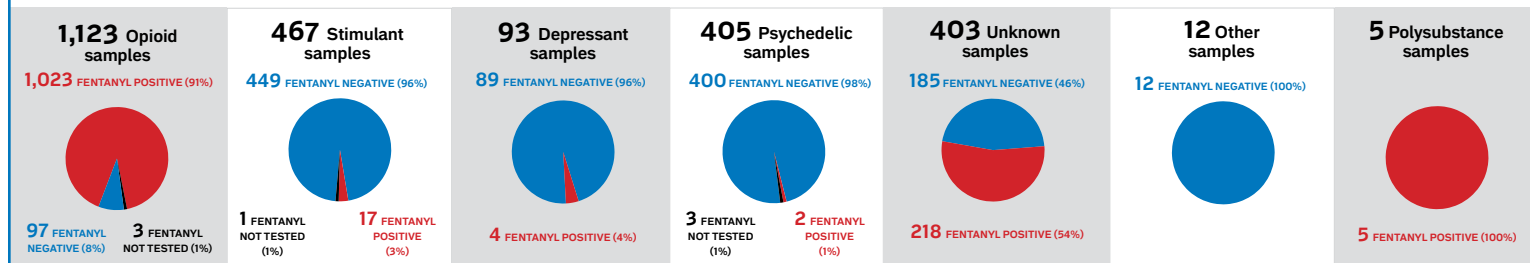 1,123 Opioid
samples
1,023 FENTANYL POSITIVE (91%)
97 FENTANYL
NEGATIVE (8%)
3 FENTANYL
NOT TESTED (1%)
467 Stimulant
samples
449 FENTANYL NEGATIVE (96%)
1 FENTANYL
NOT TESTED
(1%)
17 FENTANYL
POSITIVE
(3%)
93 Depressant
samples
89 FENTANYL NEGATIVE (96%)
4 FENTANYL POSITIVE (4%)
405 Psychedelic
samples
400 FENTANYL NEGATIVE (98%)
3 FENTANYL
NOT TESTED
(1%)
2 FENTANYL
POSITIVE
(1%)
403 Unknown
samples
185 FENTANYL NEGATIVE (46%)
218 FENTANYL POSITIVE (54%)
12 Other
samples
12 FENTANYL NEGATIVE (100%)
5 Polysubstance
samples
5 FENTANYL POSITIVE (100%)